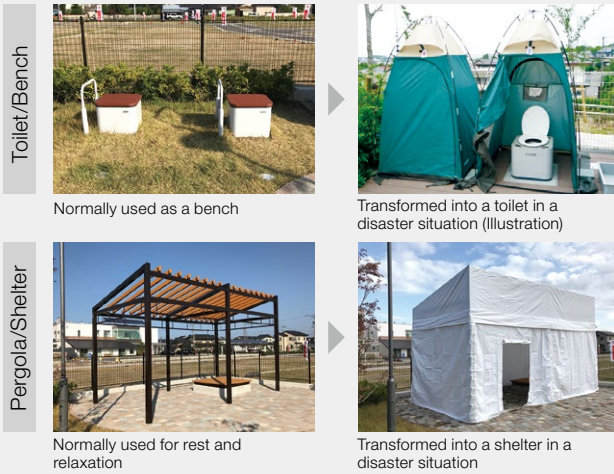 Toilet/Bench
Normally used as a bench
Transformed into a toilet in a
disaster situation (Illustration)
Pergola/Shelter
Normally used for rest and
relaxation
Transformed into a shelter in a
disaster situation